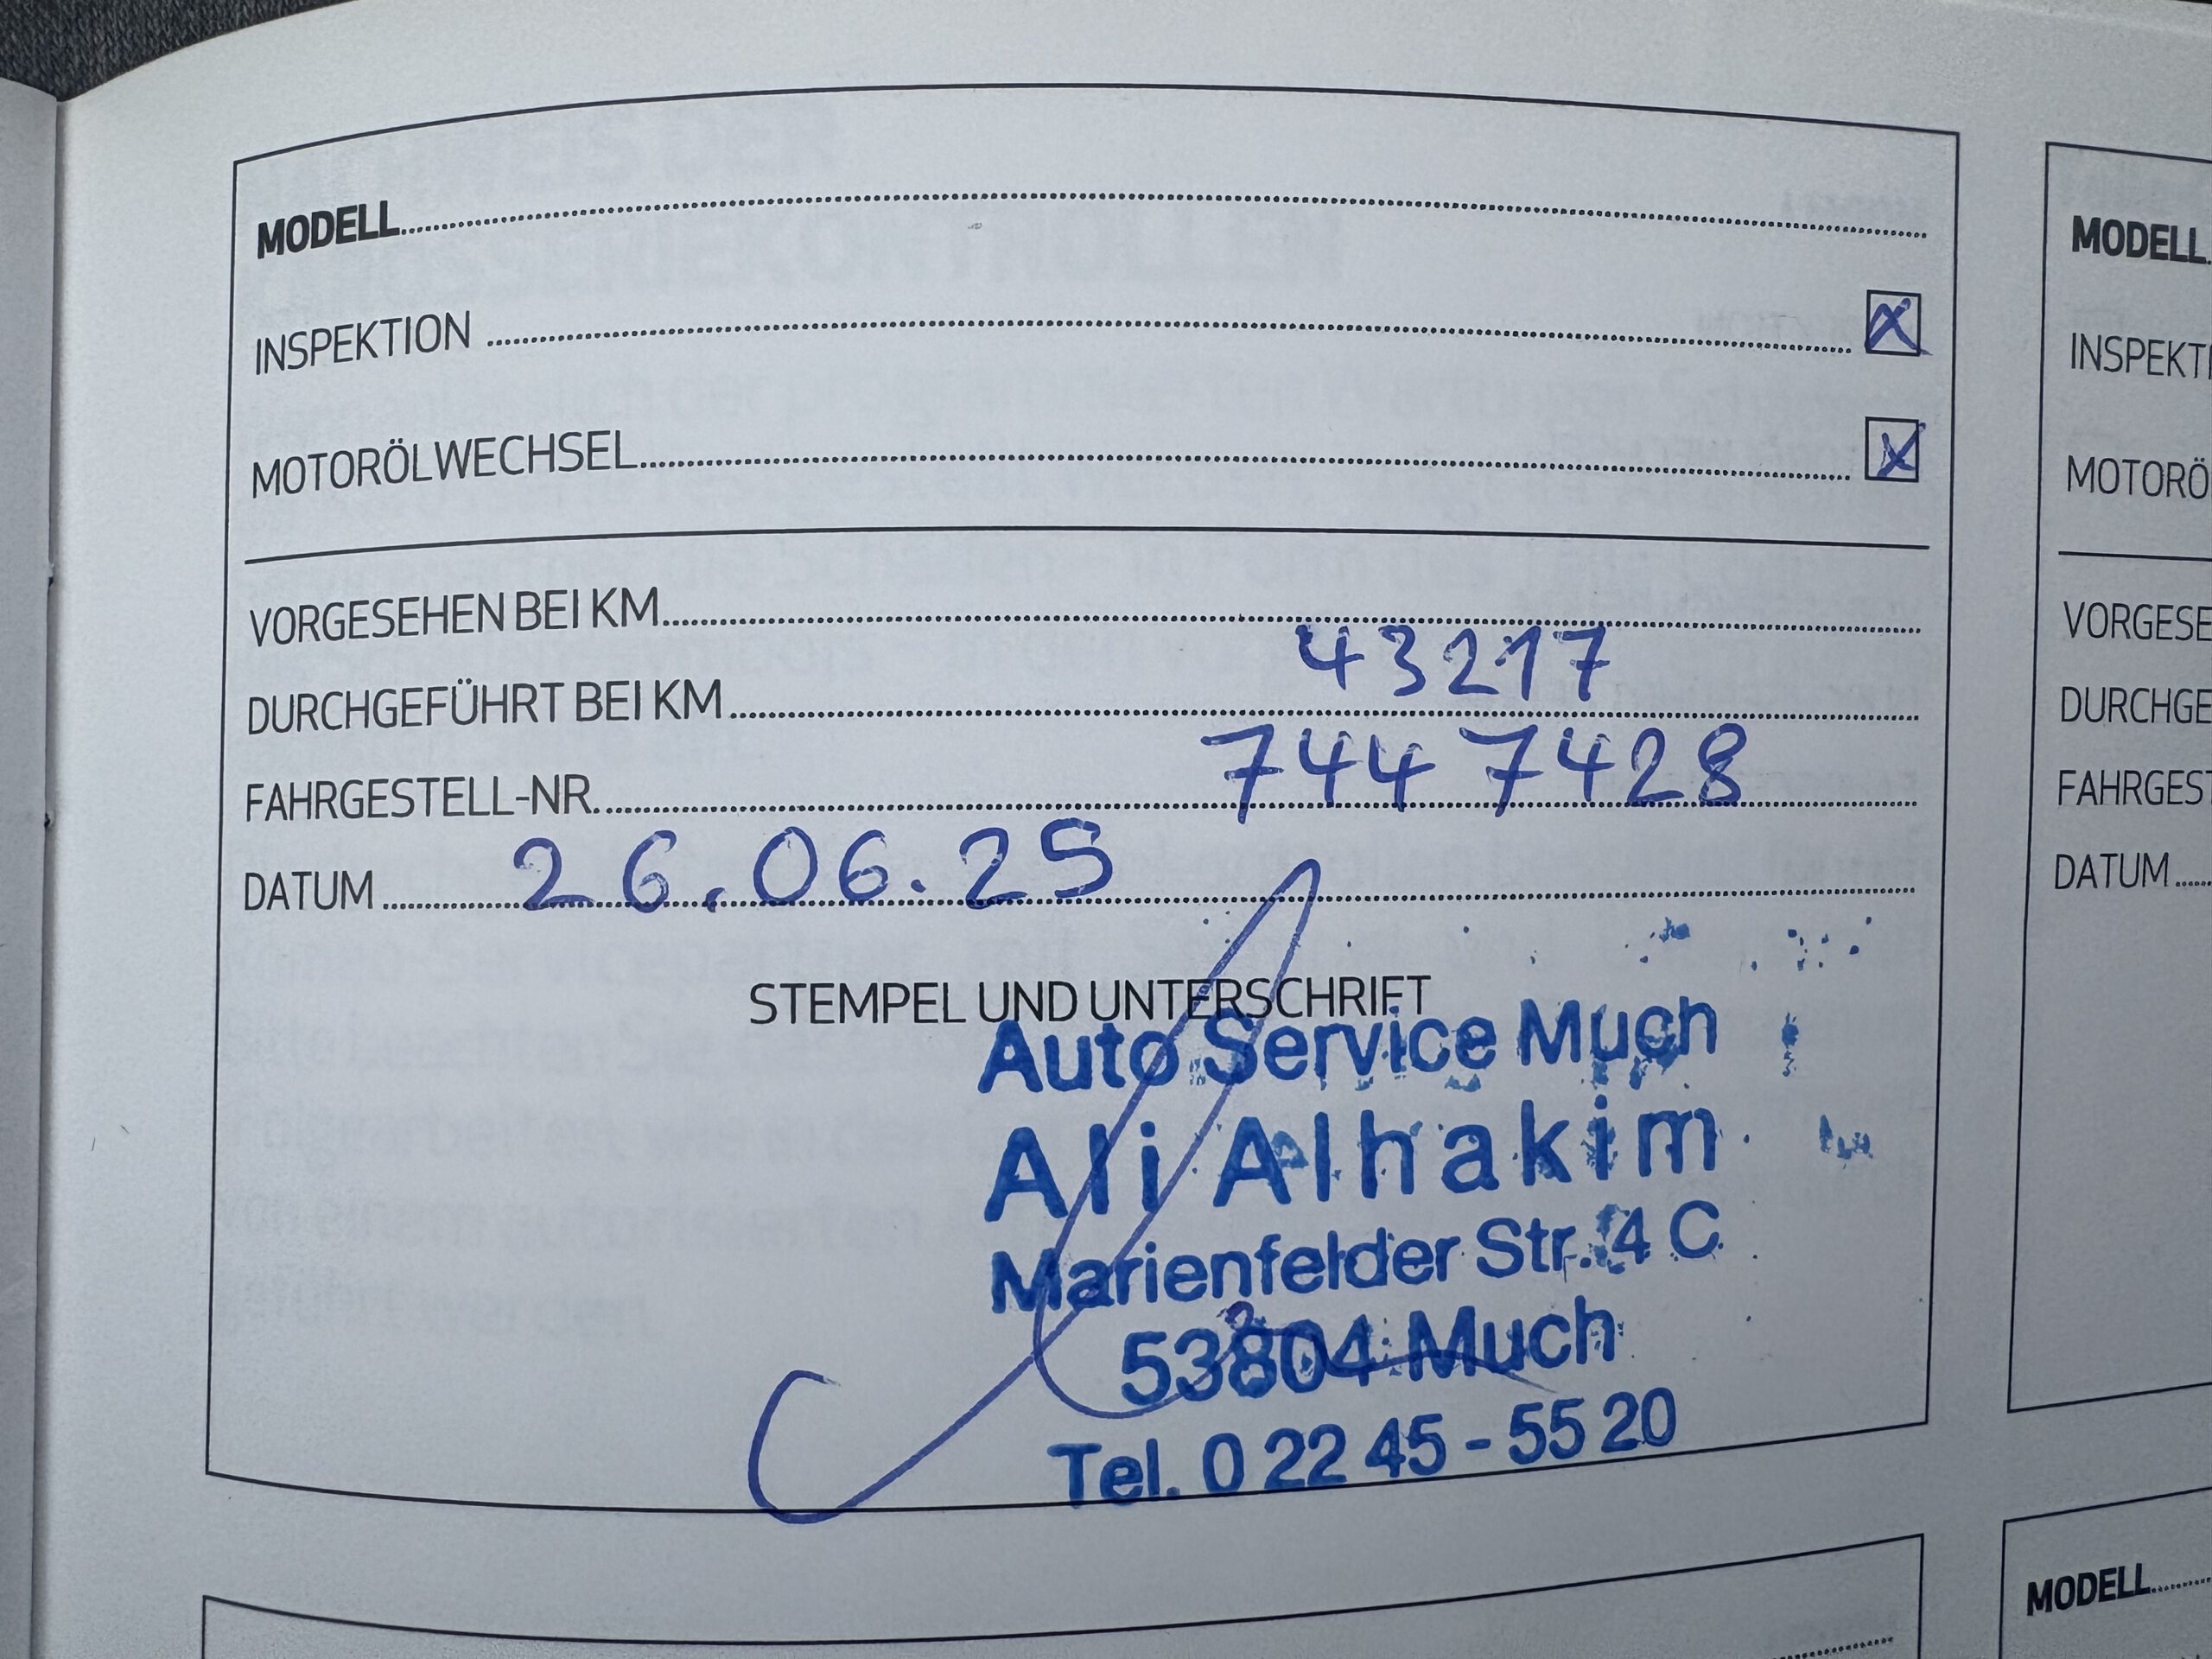 MODELL
INSPEKTION ☒
MOTORÖLWECHSEL ☒
VORGESEHEN BEI KM
DURCHGEFÜHRT BEI KM 43217
FAHRGESTELL-NR. 744 7428
DATUM 26.06.25
STEMPEL UND UNTERSCHRIFT
Auto Service Much
Ali Alhakim
Marienfelder Str. 4 C
53804 Much
Tel. 0 22 45 - 55 20
MODELL
INSPEKTI
MOTORÖ
VORGESE
DURCHGE
FAHRGEST
DATUM
MODELL